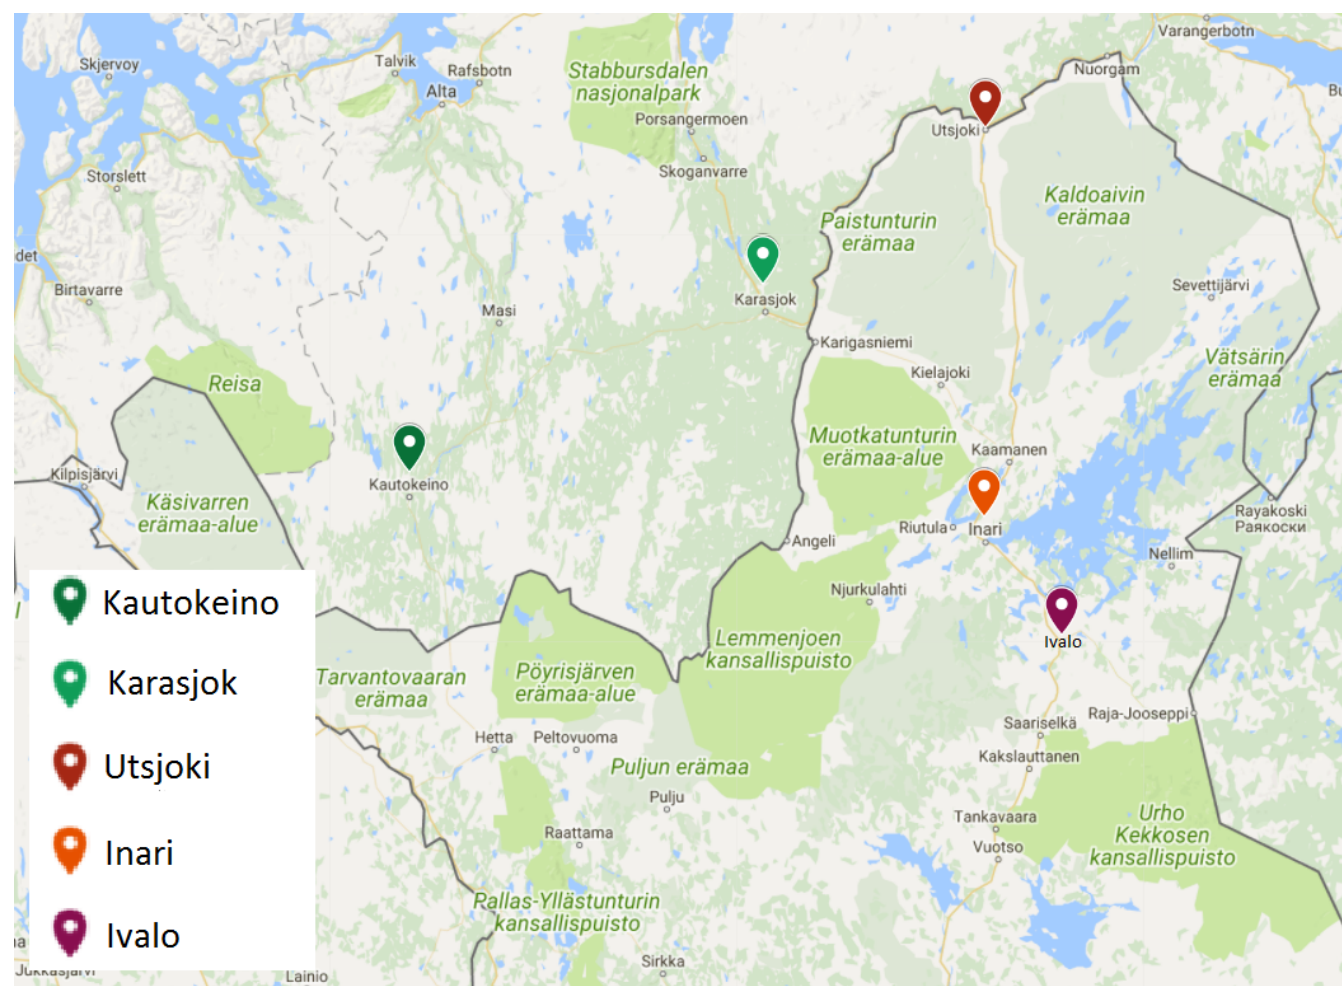 Varangerbotn
Skjervoy
Talvik
Rafsbotn
Nuorgam
Stabbursdalen
nasjonalpark
Alta
Porsangermoen
Utsjoki
Skoganvarre
Storslett
Kaldoaivin
erämaa
Paistunturin
erämaa
det
Birtavarre
Sevettijärvi
Karasjok
Masi
Karigasniemi
Vätsärin
erämaa
Kielajoki
Reisa
Muotkatunturin
erämaa-alue
Kaamanen
Kilpisjärvi
Kautokeino
Käsivarren
erämaa-alue
Rayakoski
Раякоски
Riutula
Inari
Angeli
Nellim
Njurkulahti
Ivalo
Lemmenjoen
kansallispuisto
Tarvantovaaran
erämaa
Pöyrisjärven
erämaa-alue
Saariselkä
Raja-Jooseppi
Hetta
Peltovuoma
Kakslauttanen
Puljun erämaa
Pulju
Tankavaara
Urho
Kekkosen
kansallispuisto
Raattama
Vuotso
Pallas-Yllästunturin
kansallispuisto
Sirkka
Lainio
Jukkasjärvi
Kautokeino
Karasjok
Utsjoki
Inari
Ivalo